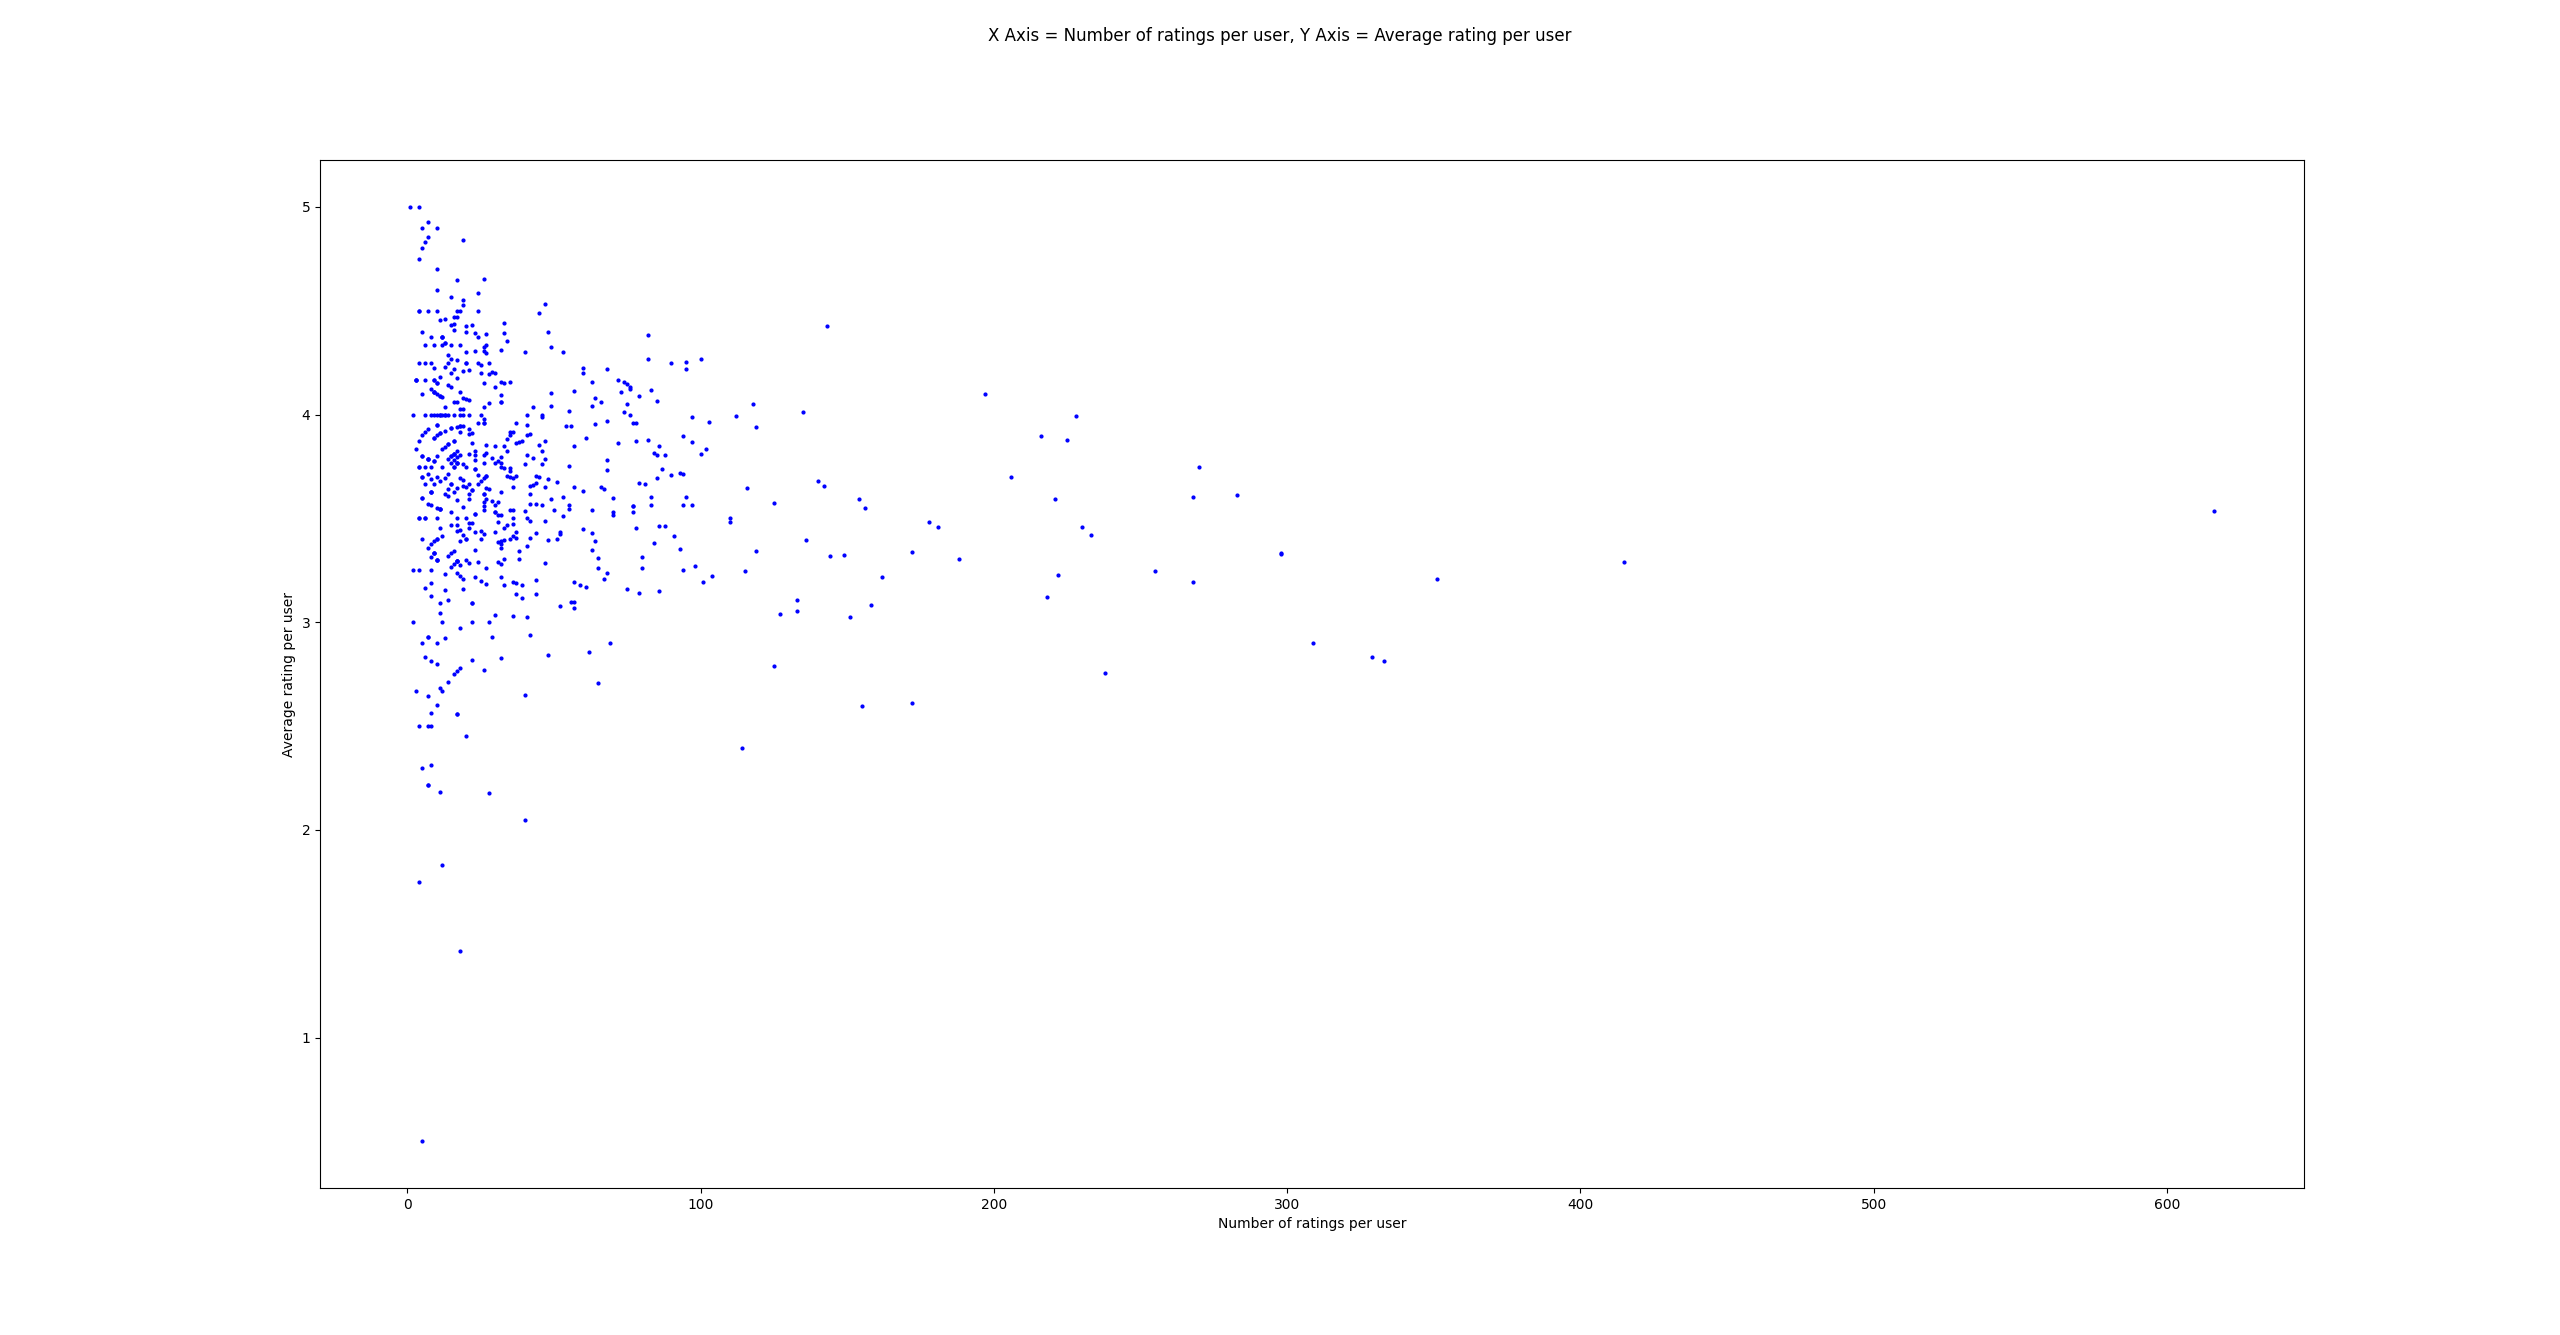 X Axis = Number of ratings per user, Y Axis = Average rating per user
Average rating per user
5
4
3
2
1
0 100 200 300 400 500 600
Number of ratings per user